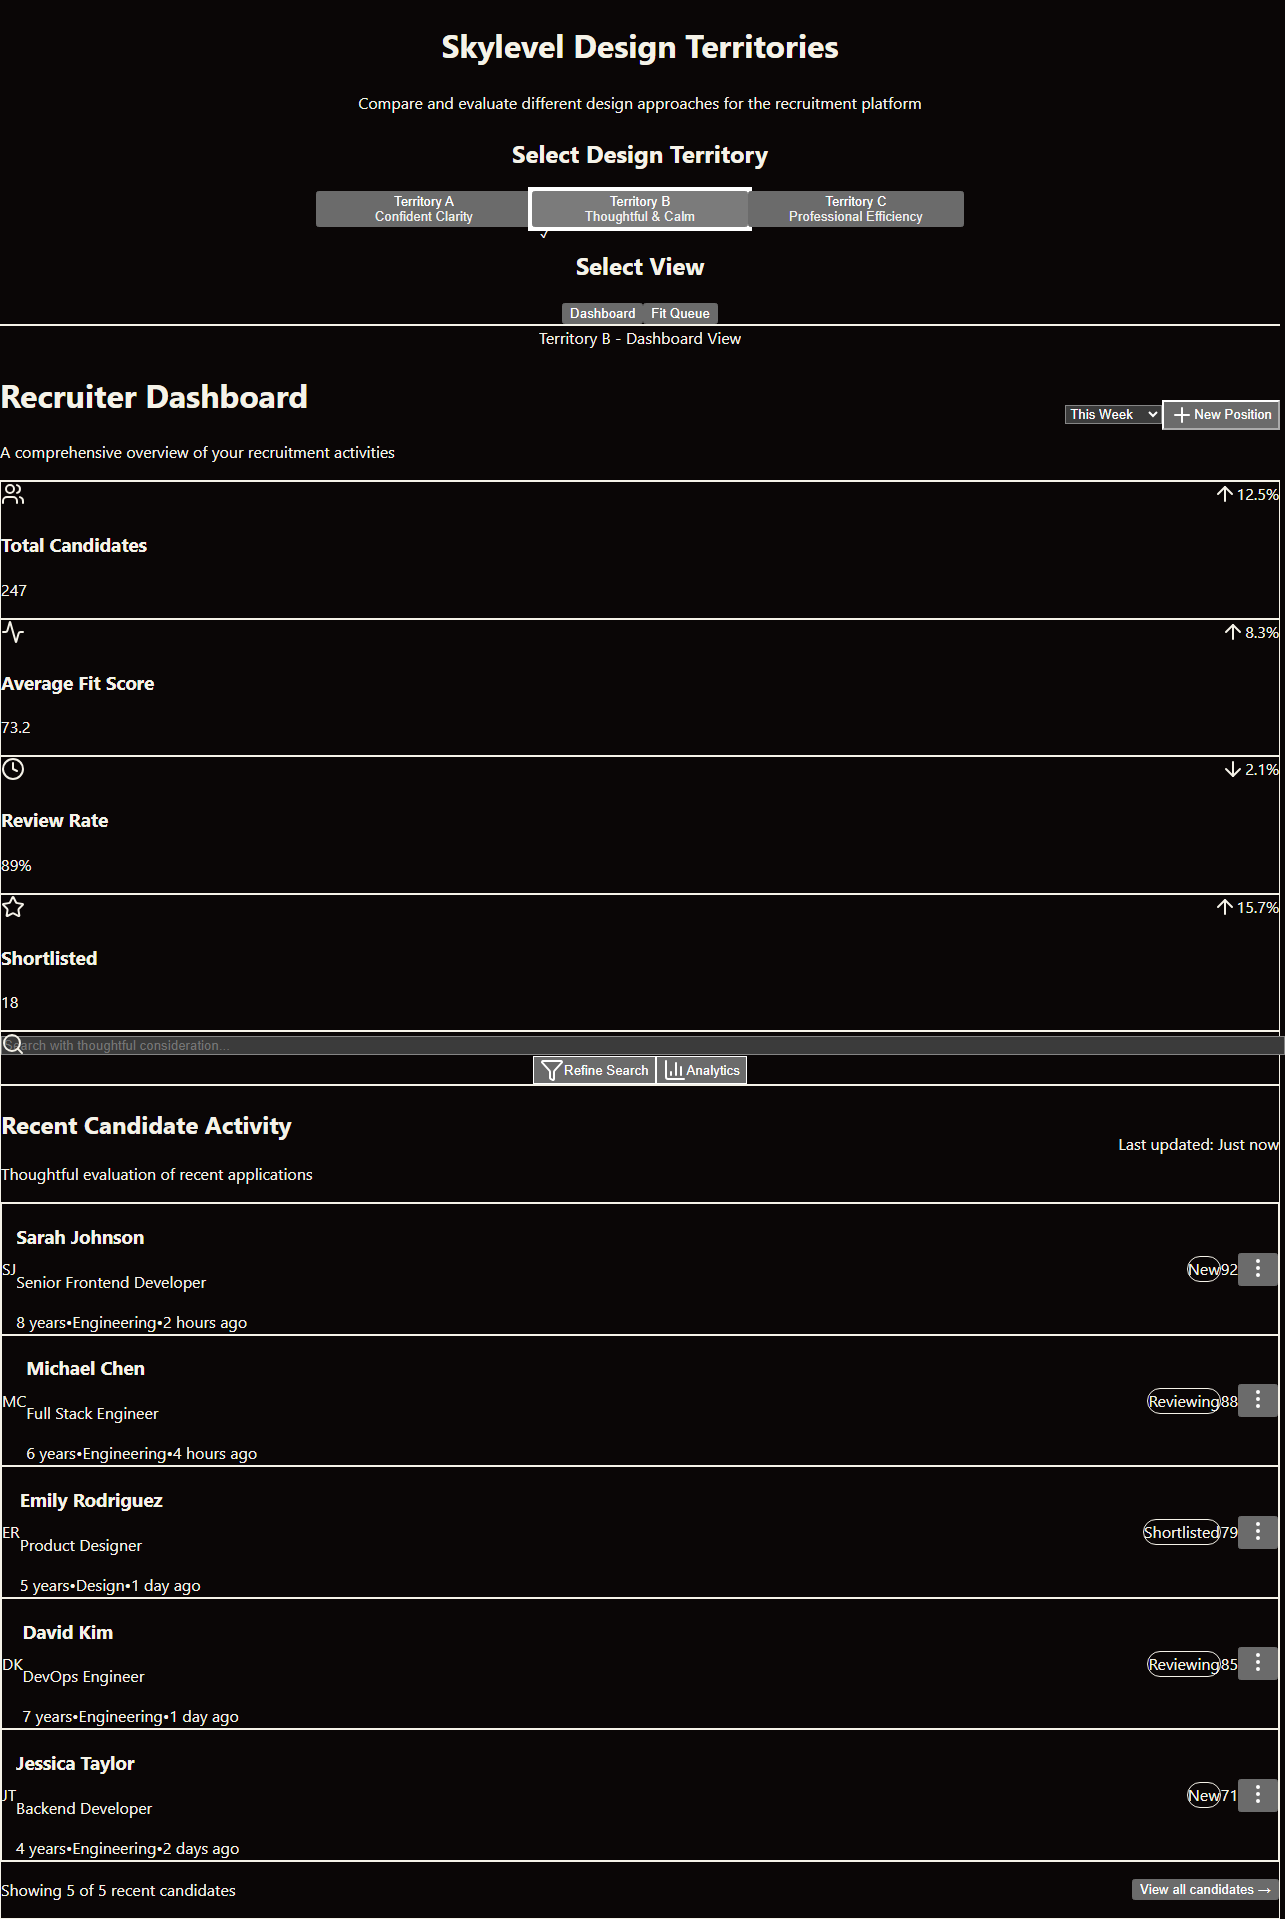 Skylevel Design Territories
Compare and evaluate different design approaches for the recruitment platform
Select Design Territory
Territory A
Confident Clarity
Territory B
Thoughtful & Calm
Territory C
Professional Efficiency
✓
Select View
Dashboard
Fit Queue
Territory B - Dashboard View
Recruiter Dashboard
This Week
New Position
A comprehensive overview of your recruitment activities
12.5%
Total Candidates
247
8.3%
Average Fit Score
73.2
2.1%
Review Rate
89%
15.7%
Shortlisted
18
Search with thoughtful consideration...
Refine Search
Analytics
Recent Candidate Activity
Last updated: Just now
Thoughtful evaluation of recent applications
SJ
Sarah Johnson
Senior Frontend Developer
8 years•Engineering•2 hours ago
New
92
MC
Michael Chen
Full Stack Engineer
6 years•Engineering•4 hours ago
Reviewing
88
ER
Emily Rodriguez
Product Designer
5 years•Design•1 day ago
Shortlisted
79
DK
David Kim
DevOps Engineer
7 years•Engineering•1 day ago
Reviewing
85
JT
Jessica Taylor
Backend Developer
4 years•Engineering•2 days ago
New
71
Showing 5 of 5 recent candidates
View all candidates →